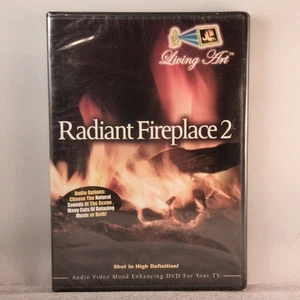 Living Art™
Radiant Fireplace 2
Audio Options:
Choose The Natural
Sounds Of The Scene,
Many Cuts Of Relaxing
Music or Both!
Shot in High Definition!
Audio Video Mood Enhancing DVD For Your TV.